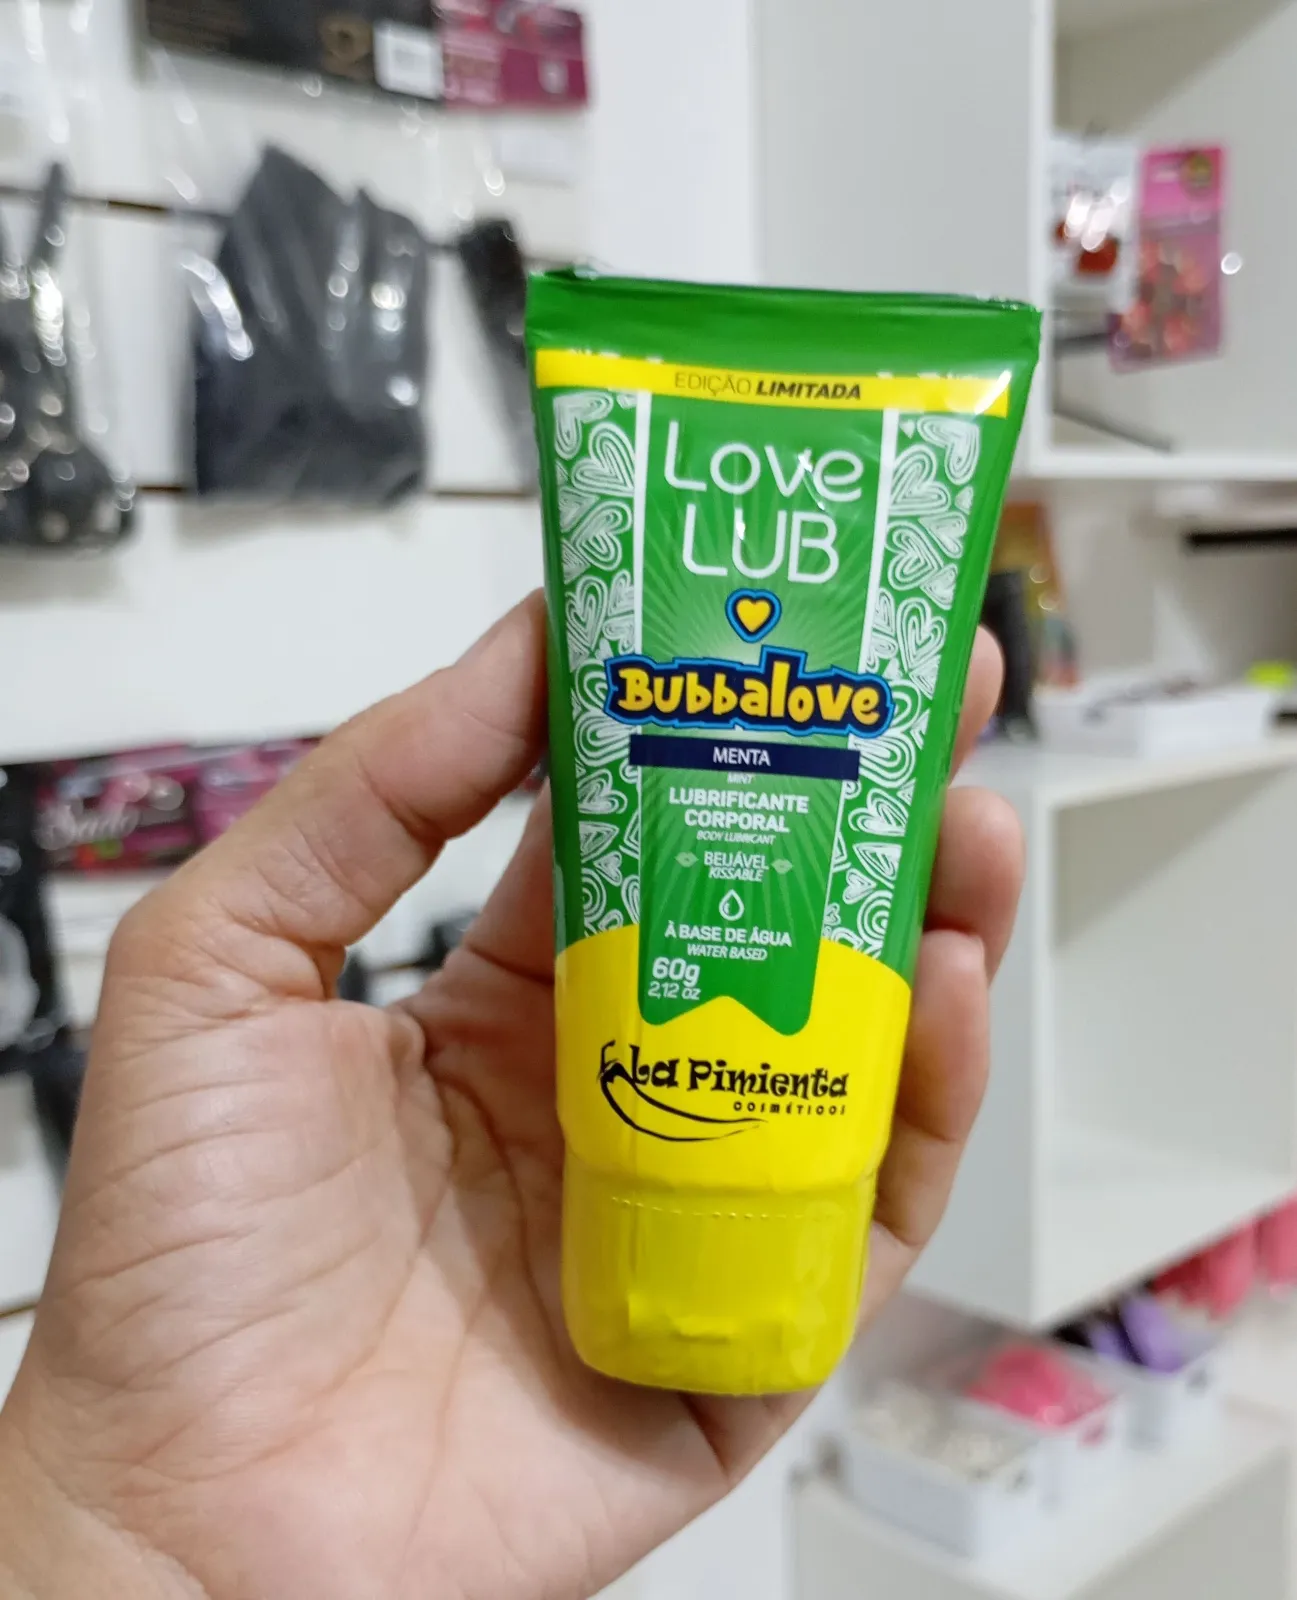 EDIÇÃO LIMITADA
Love
LUB
Bubbalove
MENTA
MINT
LUBRIFICANTE
CORPORAL
BODY LUBRICANT
BEIJÁVEL
KISSABLE
À BASE DE ÁGUA
WATER BASED
60g
2,12 oz
La Pimienta
COSMÉTICOS
Sado